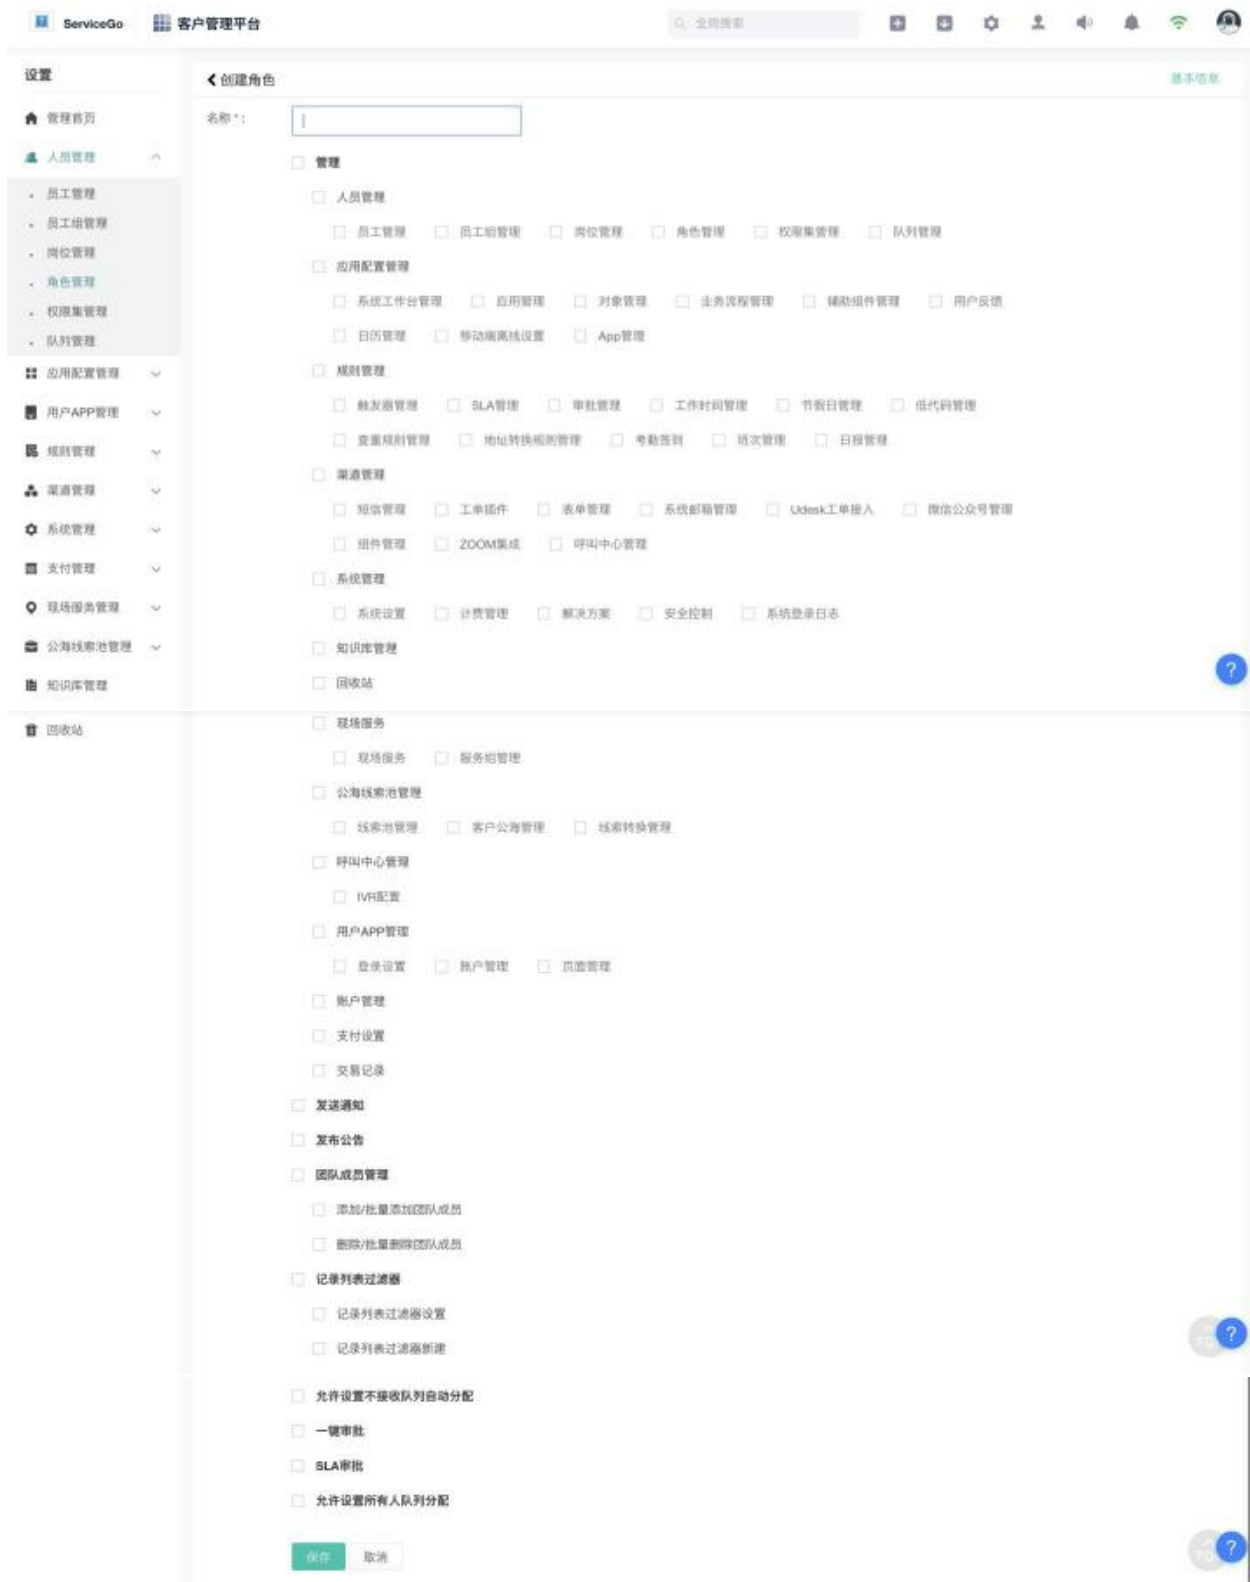 ServiceGo 客户管理平台 全局搜索
设置
管理首页
人员管理
员工管理
员工组管理
岗位管理
角色管理
权限集管理
队列管理
应用配置管理
用户APP管理
规则管理
渠道管理
系统管理
支付管理
现场服务管理
公海线索池管理
知识库管理
回收站
创建角色 基本信息
名称*:
管理
人员管理
员工管理 员工组管理 岗位管理 角色管理 权限集管理 队列管理
应用配置管理
系统工作台管理 应用管理 对象管理 业务流程管理 辅助组件管理 用户反馈
日历管理 移动端离线设置 App管理
规则管理
触发器管理 SLA管理 审批管理 工作时间管理 节假日管理 低代码管理
查重规则管理 地址转换规则管理 考勤签到 班次管理 日报管理
渠道管理
短信管理 工单插件 表单管理 系统邮箱管理 Udesk工单接入 微信公众号管理
组件管理 ZOOM集成 呼叫中心管理
系统管理
系统设置 计费管理 解决方案 安全控制 系统登录日志
知识库管理
回收站
现场服务
现场服务 服务组管理
公海线索池管理
线索池管理 客户公海管理 线索转换管理
呼叫中心管理
IVR配置
用户APP管理
登录设置 账户管理 页面管理
账户管理
支付设置
交易记录
发送通知
发布公告
团队成员管理
添加/批量添加团队成员
删除/批量删除团队成员
记录列表过滤器
记录列表过滤器设置
记录列表过滤器新建
允许设置不接收队列自动分配
一键审批
SLA审批
允许设置所有人队列分配
保存 取消